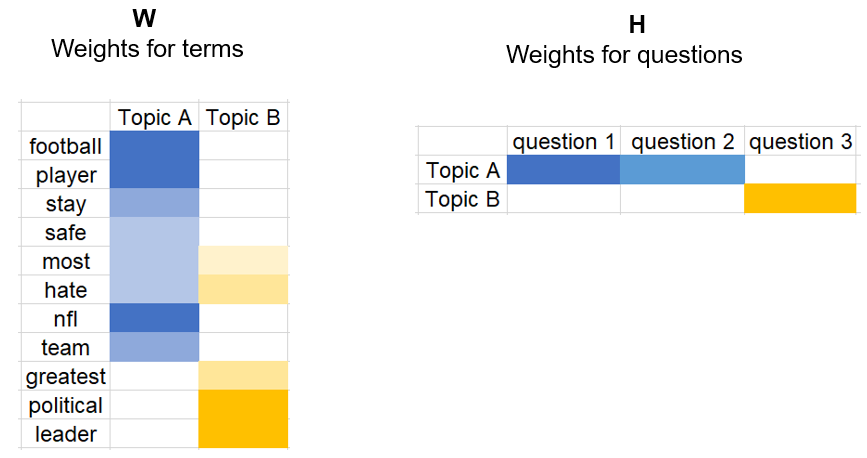 W
Weights for terms
Topic A Topic B
football
player
stay
safe
most
hate
nfl
team
greatest
political
leader
H
Weights for questions
question 1 question 2 question 3
Topic A
Topic B